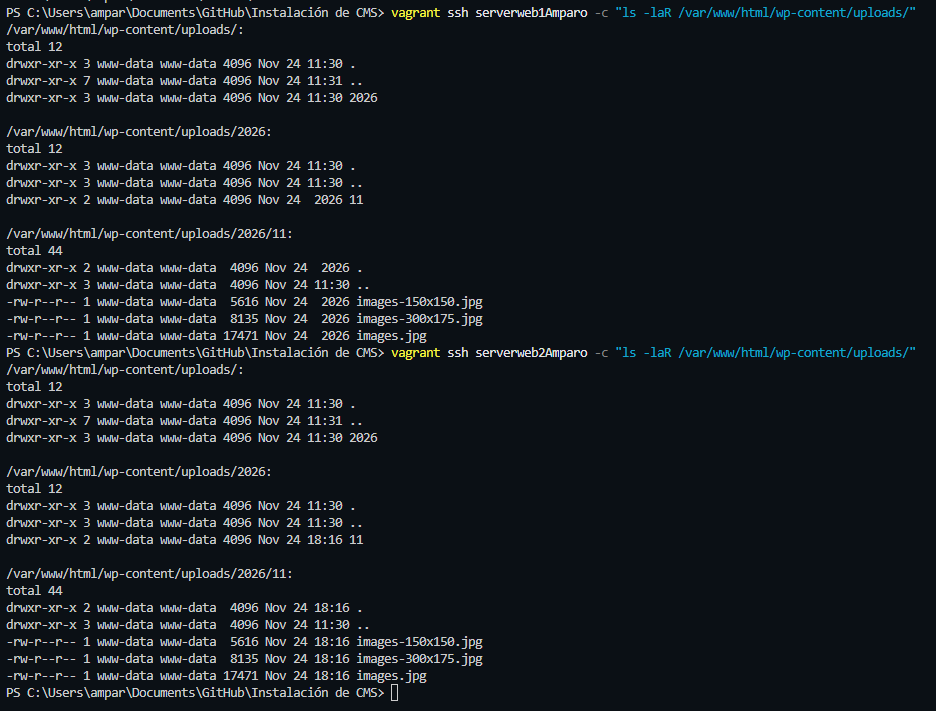 PS C:\Users\ampar\Documents\GitHub\Instalación de CMS> vagrant ssh serverweb1Amparo -c "ls -laR /var/www/html/wp-content/uploads/"
/var/www/html/wp-content/uploads/:
total 12
drwxr-xr-x 3 www-data www-data 4096 Nov 24 11:30 .
drwxr-xr-x 7 www-data www-data 4096 Nov 24 11:31 ..
drwxr-xr-x 3 www-data www-data 4096 Nov 24 11:30 2026

/var/www/html/wp-content/uploads/2026:
total 12
drwxr-xr-x 3 www-data www-data 4096 Nov 24 11:30 .
drwxr-xr-x 3 www-data www-data 4096 Nov 24 11:30 ..
drwxr-xr-x 2 www-data www-data 4096 Nov 24  2026 11

/var/www/html/wp-content/uploads/2026/11:
total 44
drwxr-xr-x 2 www-data www-data  4096 Nov 24  2026 .
drwxr-xr-x 3 www-data www-data  4096 Nov 24 11:30 ..
-rw-r--r-- 1 www-data www-data  5616 Nov 24  2026 images-150x150.jpg
-rw-r--r-- 1 www-data www-data  8135 Nov 24  2026 images-300x175.jpg
-rw-r--r-- 1 www-data www-data 17471 Nov 24  2026 images.jpg
PS C:\Users\ampar\Documents\GitHub\Instalación de CMS> vagrant ssh serverweb2Amparo -c "ls -laR /var/www/html/wp-content/uploads/"
/var/www/html/wp-content/uploads/:
total 12
drwxr-xr-x 3 www-data www-data 4096 Nov 24 11:30 .
drwxr-xr-x 7 www-data www-data 4096 Nov 24 11:31 ..
drwxr-xr-x 3 www-data www-data 4096 Nov 24 11:30 2026

/var/www/html/wp-content/uploads/2026:
total 12
drwxr-xr-x 3 www-data www-data 4096 Nov 24 11:30 .
drwxr-xr-x 3 www-data www-data 4096 Nov 24 11:30 ..
drwxr-xr-x 2 www-data www-data 4096 Nov 24 18:16 11

/var/www/html/wp-content/uploads/2026/11:
total 44
drwxr-xr-x 2 www-data www-data  4096 Nov 24 18:16 .
drwxr-xr-x 3 www-data www-data  4096 Nov 24 11:30 ..
-rw-r--r-- 1 www-data www-data  5616 Nov 24 18:16 images-150x150.jpg
-rw-r--r-- 1 www-data www-data  8135 Nov 24 18:16 images-300x175.jpg
-rw-r--r-- 1 www-data www-data 17471 Nov 24 18:16 images.jpg
PS C:\Users\ampar\Documents\GitHub\Instalación de CMS>